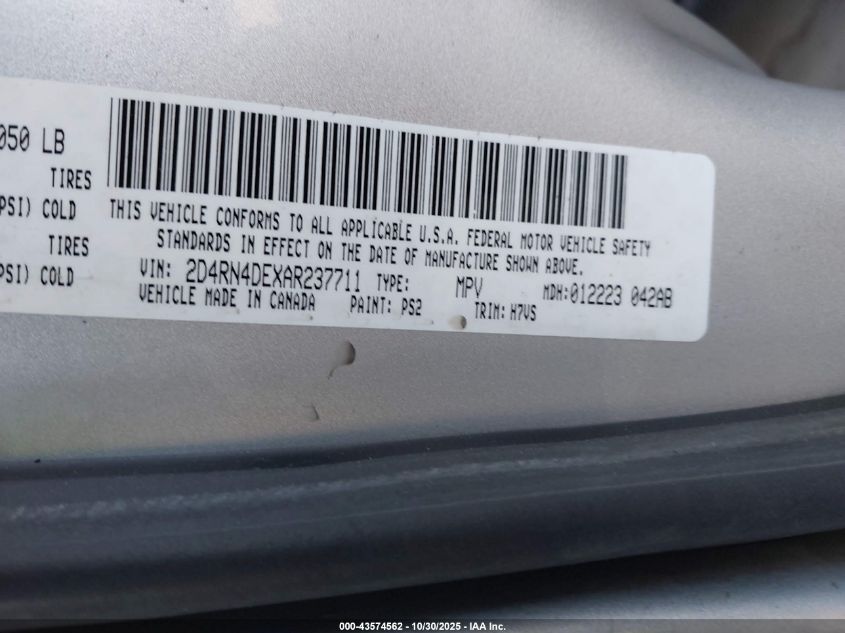 050 LB
TIRES
PSI) COLD
TIRES
PSI) COLD
THIS VEHICLE CONFORMS TO ALL APPLICABLE U.S.A. FEDERAL MOTOR VEHICLE SAFETY
STANDARDS IN EFFECT ON THE DATE OF MANUFACTURE SHOWN ABOVE.
VIN: 2D4RN4DEXAR237711 TYPE: MPV MDH:012223 042AB
VEHICLE MADE IN CANADA PAINT: PS2 TRIM: H7VS
000-43574562 - 10/30/2025 - IAA Inc.